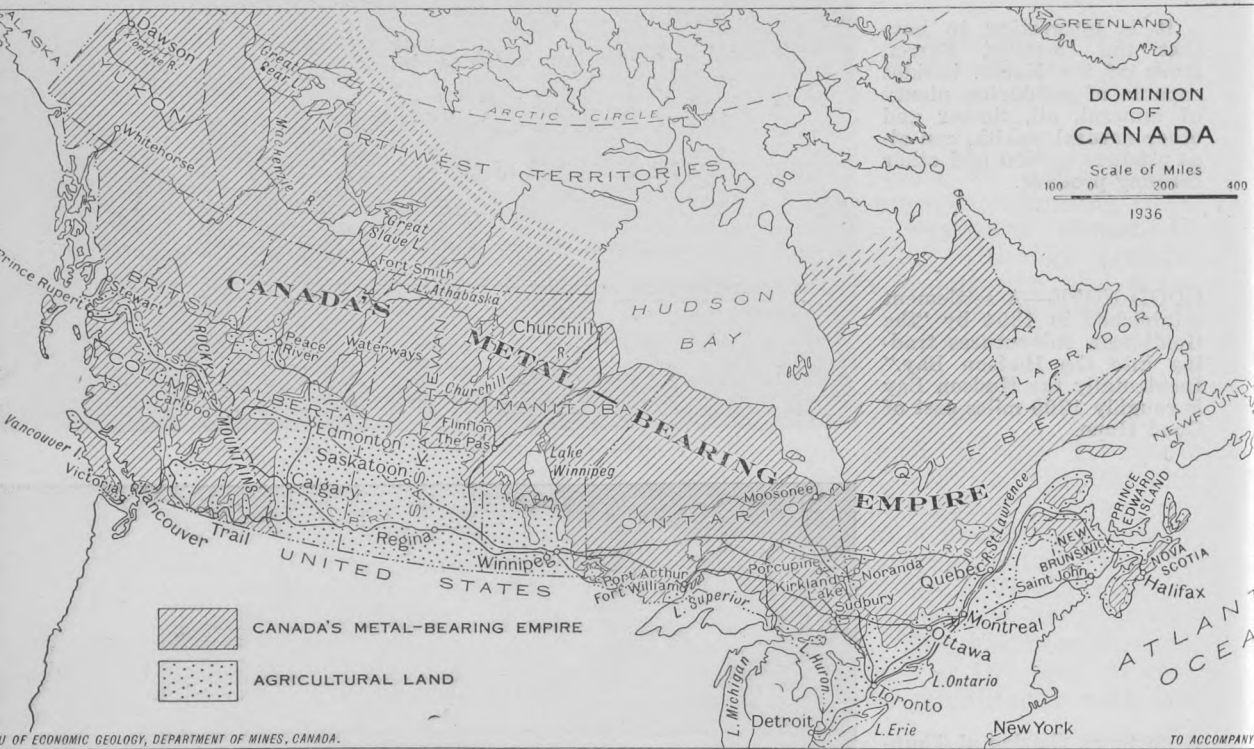 GREENLAND
DOMINION
OF
CANADA
Scale of Miles
100 0 200 400
1936
ALASKA
Dawson
Klondike R.
YUKON
Great
Bear L.
Mackenzie R.
ARCTIC CIRCLE
NORTHWEST TERRITORIES
Whitehorse
Great
Slave L.
Fort Smith
L. Athabaska
CANADA'S METAL-BEARING EMPIRE
HUDSON
BAY
LABRADOR
NEWFOUND
Prince Rupert
Stewart
BRITISH COLUMBIA
C.N.R'S
Peace
River
Waterways
Churchill
R.
Churchill
ROCKY MOUNTAINS
Cariboo
ALBERTA
SASKATCHEWAN
MANITOBA
Flinflon
The Pas
Edmonton
Saskatoon
Lake
Winnipeg
QUEBEC
Moosonee
ONTARIO
Vancouver I.
Victoria
Vancouver
Calgary
C.P.R.
Trail
Regina
Winnipeg
UNITED STATES
Port Arthur
Fort William
L. Superior
Porcupine
Kirkland
Lake
Noranda
Sudbury
C.N.R'S
Quebec
R. St. Lawrence
PRINCE
EDWARD
ISLAND
NEW
BRUNSWICK
Saint John
NOVA
SCOTIA
Halifax
Montreal
Ottawa
L. Michigan
L. Huron
Toronto
L. Ontario
Detroit
L. Erie
New York
ATLANT
OCEA
CANADA'S METAL-BEARING EMPIRE
AGRICULTURAL LAND
U OF ECONOMIC GEOLOGY, DEPARTMENT OF MINES, CANADA.
TO ACCOMPANY